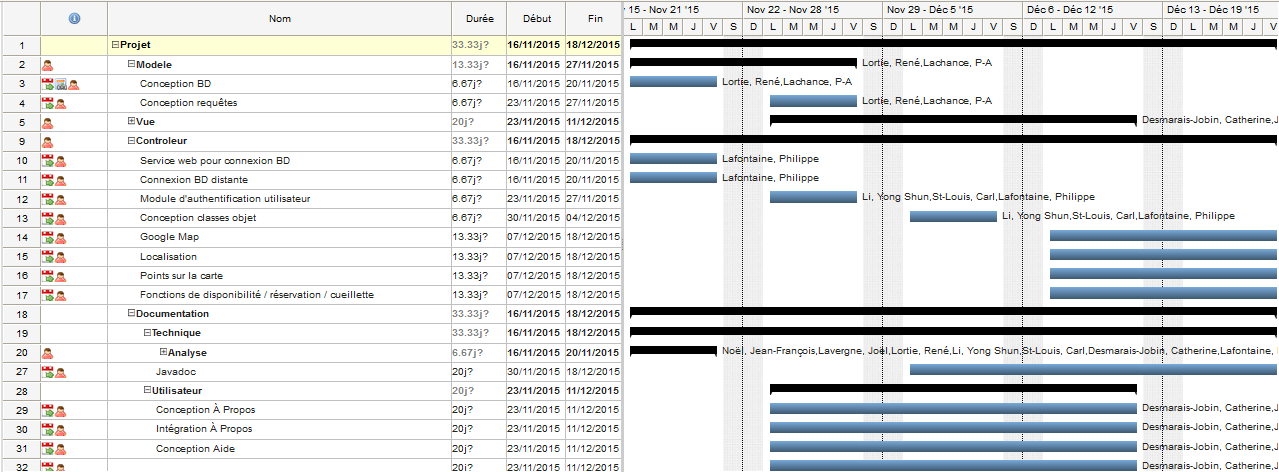 Nom Durée Début Fin 15 - Nov 21 '15 Nov 22 - Nov 28 '15 Nov 29 - Déc 5 '15 Déc 6 - Déc 12 '15 Déc 13 - Déc 19 '15
L M M J V S D L M M J V S D L M M J V S D L M M J V S D L M M J V
1 Projet 33.33j? 16/11/2015 18/12/2015
2 Modele 13.33j? 16/11/2015 27/11/2015 Lortie, René,Lachance, P-A
3 Conception BD 6.67j? 16/11/2015 20/11/2015 Lortie, René,Lachance, P-A
4 Conception requêtes 6.67j? 23/11/2015 27/11/2015 Lortie, René,Lachance, P-A
5 Vue 20j? 23/11/2015 11/12/2015 Desmarais-Jobin, Catherine,J
9 Controleur 33.33j? 16/11/2015 18/12/2015
10 Service web pour connexion BD 6.67j? 16/11/2015 20/11/2015 Lafontaine, Philippe
11 Connexion BD distante 6.67j? 16/11/2015 20/11/2015 Lafontaine, Philippe
12 Module d'authentification utilisateur 6.67j? 23/11/2015 27/11/2015 Li, Yong Shun,St-Louis, Carl,Lafontaine, Philippe
13 Conception classes objet 6.67j? 30/11/2015 04/12/2015 Li, Yong Shun,St-Louis, Carl,Lafontaine, Philippe
14 Google Map 13.33j? 07/12/2015 18/12/2015
15 Localisation 13.33j? 07/12/2015 18/12/2015
16 Points sur la carte 13.33j? 07/12/2015 18/12/2015
17 Fonctions de disponibilité / réservation / cueillette 13.33j? 07/12/2015 18/12/2015
18 Documentation 33.33j? 16/11/2015 18/12/2015
19 Technique 33.33j? 16/11/2015 18/12/2015
20 Analyse 6.67j? 16/11/2015 20/11/2015 Noël, Jean-François,Lavergne, Joël,Lortie, René,Li, Yong Shun,St-Louis, Carl,Desmarais-Jobin, Catherine,Lafontaine,
27 Javadoc 20j? 30/11/2015 18/12/2015
28 Utilisateur 20j? 23/11/2015 11/12/2015
29 Conception À Propos 20j? 23/11/2015 11/12/2015 Desmarais-Jobin, Catherine,J
30 Intégration À Propos 20j? 23/11/2015 11/12/2015 Desmarais-Jobin, Catherine,J
31 Conception Aide 20j? 23/11/2015 11/12/2015 Desmarais-Jobin, Catherine,J
32 20j? 23/11/2015 11/12/2015 Desmarais-Jobin, Catherine,J